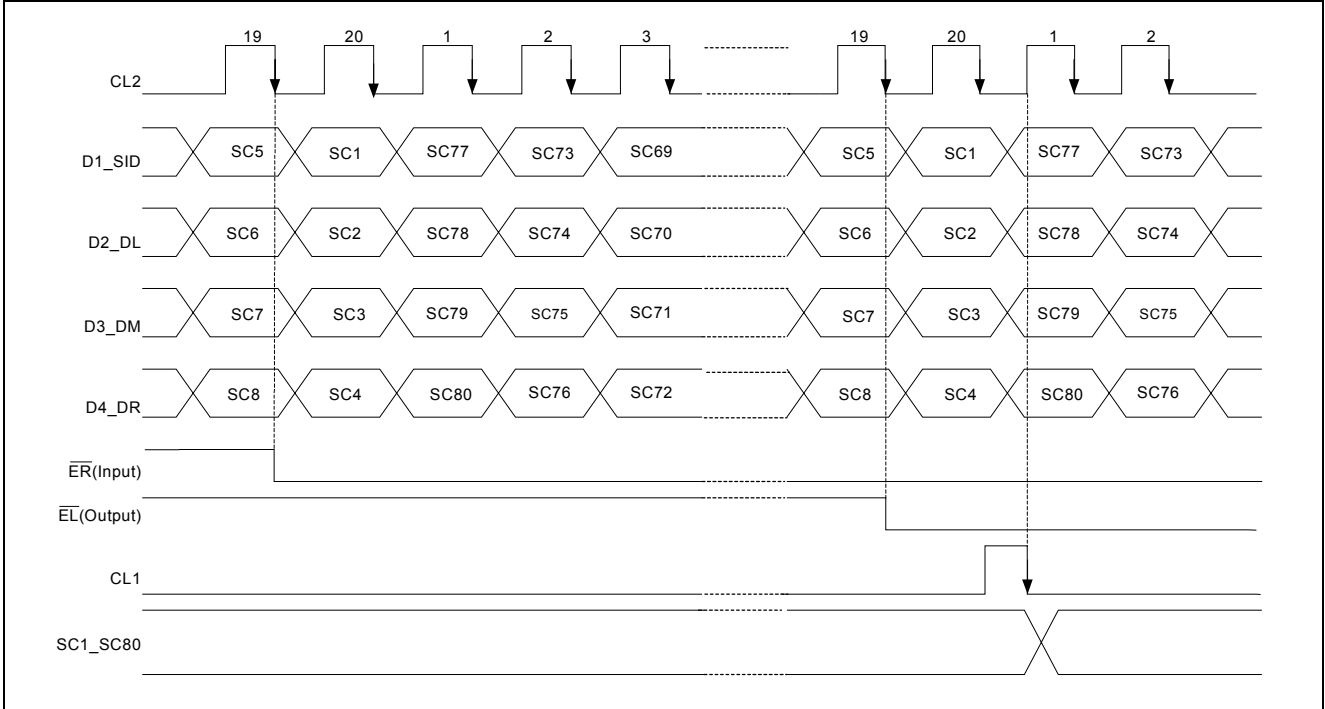 19 20 1 2 3 19 20 1 2
CL2
D1_SID SC5 SC1 SC77 SC73 SC69 SC5 SC1 SC77 SC73
D2_DL SC6 SC2 SC78 SC74 SC70 SC6 SC2 SC78 SC74
D3_DM SC7 SC3 SC79 SC75 SC71 SC7 SC3 SC79 SC75
D4_DR SC8 SC4 SC80 SC76 SC72 SC8 SC4 SC80 SC76
E̅R̅(Input)
E̅L̅(Output)
CL1
SC1_SC80